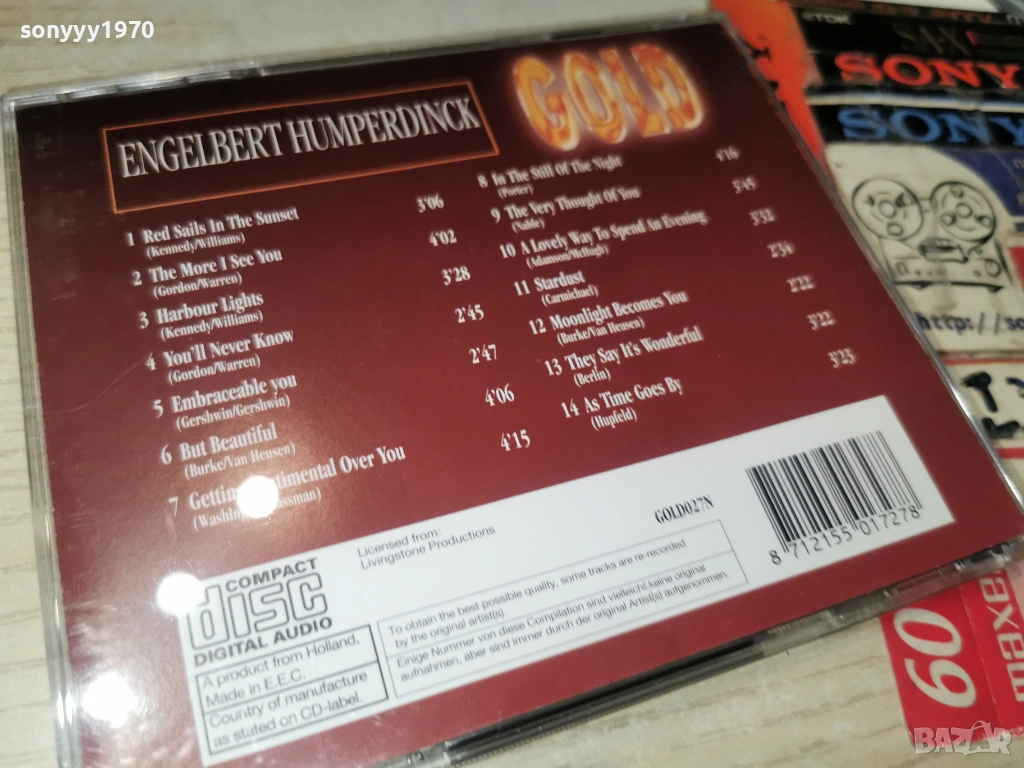 sonyyy1970
ENGELBERT HUMPERDINCK
GOLD
1 Red Sails In The Sunset 3'06
(Kennedy/Williams)
2 The More I See You 4'02
(Gordon/Warren)
3 Harbour Lights 3'28
(Kennedy/Williams)
4 You'll Never Know 2'45
(Gordon/Warren)
5 Embraceable you 2'47
(Gershwin/Gershwin)
6 But Beautiful 4'06
(Burke/Van Heusen)
7 Getting Sentimental Over You 4'15
8 In The Still Of The Night 4'16
(Porter)
9 The Very Thought Of You 3'45
(Noble)
10 A Lovely Way To Spend An Evening 3'32
(Adamson/McHugh)
11 Stardust 2'34
(Carmichael)
12 Moonlight Becomes You 2'22
(Burke/Van Heusen)
13 They Say It's Wonderful 3'22
(Berlin)
14 As Time Goes By 3'25
(Hupfeld)
COMPACT
disc
DIGITAL AUDIO
Licensed from:
Livingstone Productions
GOLD027N
8 712155 017278
A product from Holland,
Made in E.E.C.
Country of manufacture
as stated on CD-label.
To obtain the best possible quality, some tracks are re-recorded
by the original artist(s).
Einige Nummer von diese Compilation sind vielleicht keine original
aufnahmen, aber sind immer durch der original Artist(s) aufgenommen.
TDK
SA-X
SONY
SONY
http://sc
60
maxe
BAZAR